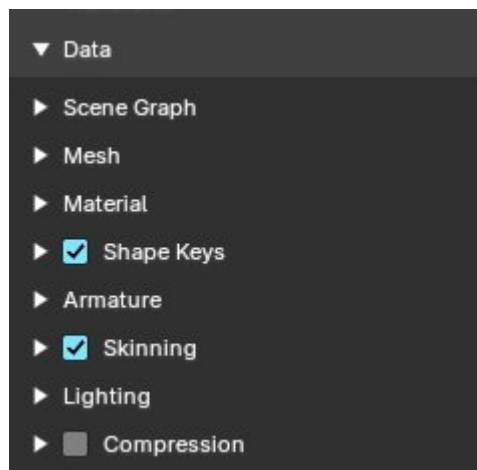 Data
Scene Graph
Mesh
Material
Shape Keys
Armature
Skinning
Lighting
Compression